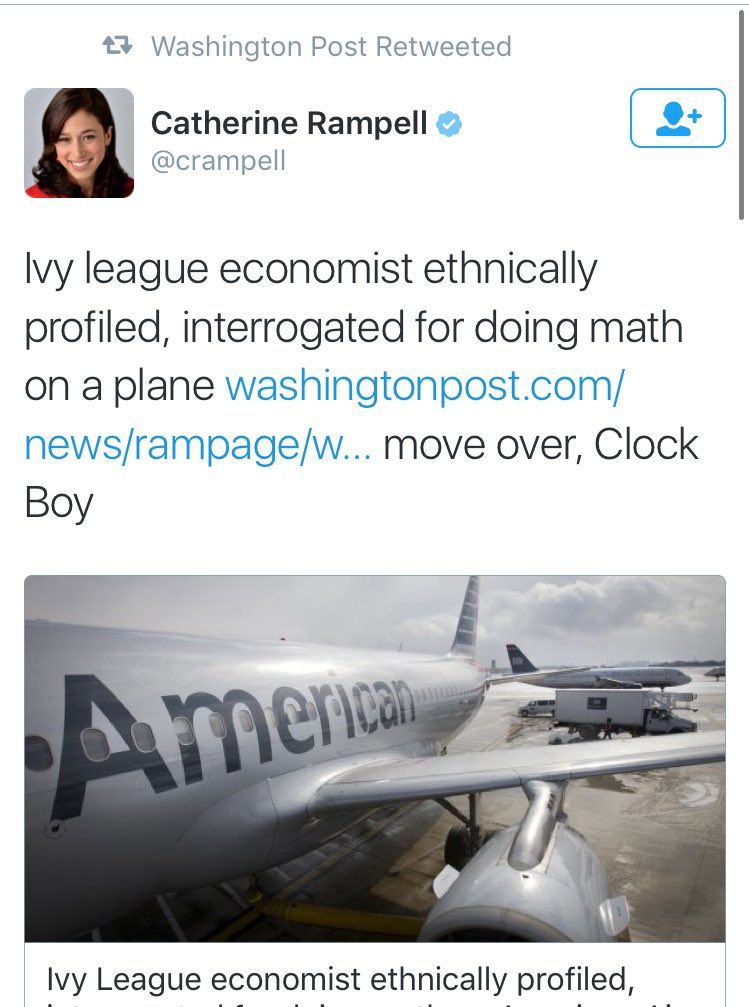 Washington Post Retweeted
Catherine Rampell
@crampell
Ivy league economist ethnically
profiled, interrogated for doing math
on a plane washingtonpost.com/
news/rampage/w... move over, Clock
Boy
American
Ivy League economist ethnically profiled,